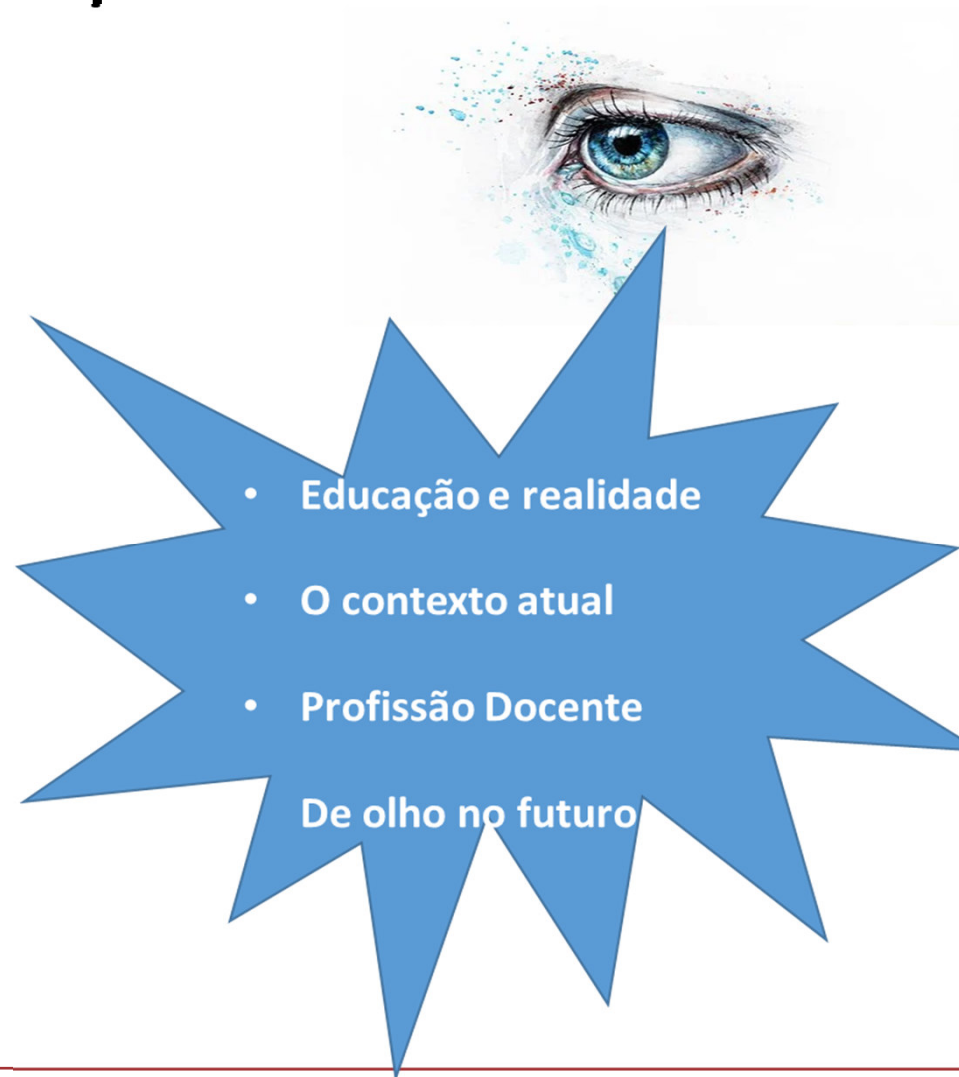 • Educação e realidade
• O contexto atual
• Profissão Docente
De olho no futuro